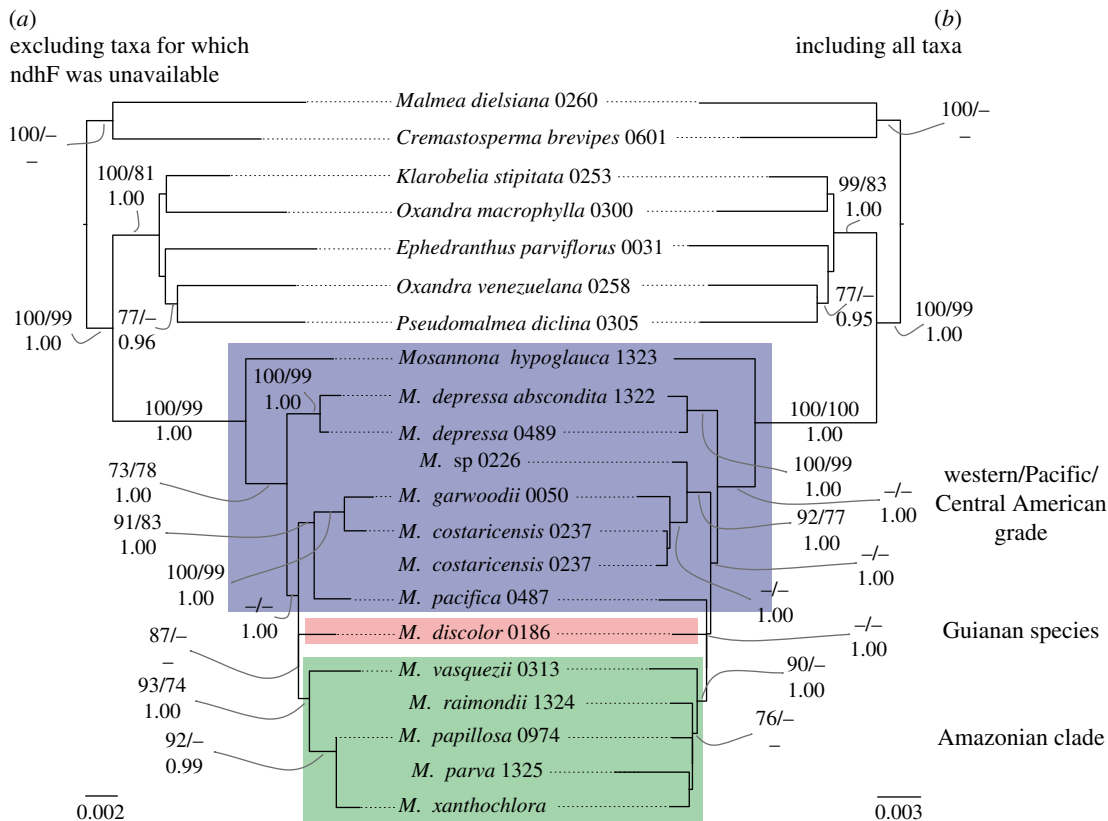 (a)
excluding taxa for which
ndhF was unavailable
(b)
including all taxa
Malmea dielsiana 0260
Cremastosperma brevipes 0601
Klarobelia stipitata 0253
Oxandra macrophylla 0300
Ephedranthus parviflorus 0031
Oxandra venezuelana 0258
Pseudomalmea diclina 0305
Mosannona hypoglauca 1323
M. depressa abscondita 1322
M. depressa 0489
M. sp 0226
M. garwoodii 0050
M. costaricensis 0237
M. costaricensis 0237
M. pacifica 0487
M. discolor 0186
M. vasquezii 0313
M. raimondii 1324
M. papillosa 0974
M. parva 1325
M. xanthochlora
100/–
–
100/81
1.00
100/99
1.00
77/–
0.96
100/99
1.00
100/99
1.00
73/78
1.00
91/83
1.00
100/99
1.00
–/–
1.00
87/–
–
93/74
1.00
92/–
0.99
0.002
100/–
–
99/83
1.00
77/–
0.95
100/99
1.00
100/100
1.00
100/99
1.00
–/–
1.00
92/77
1.00
–/–
1.00
–/–
1.00
–/–
1.00
90/–
1.00
76/–
–
0.003
western/Pacific/
Central American
grade
Guianan species
Amazonian clade